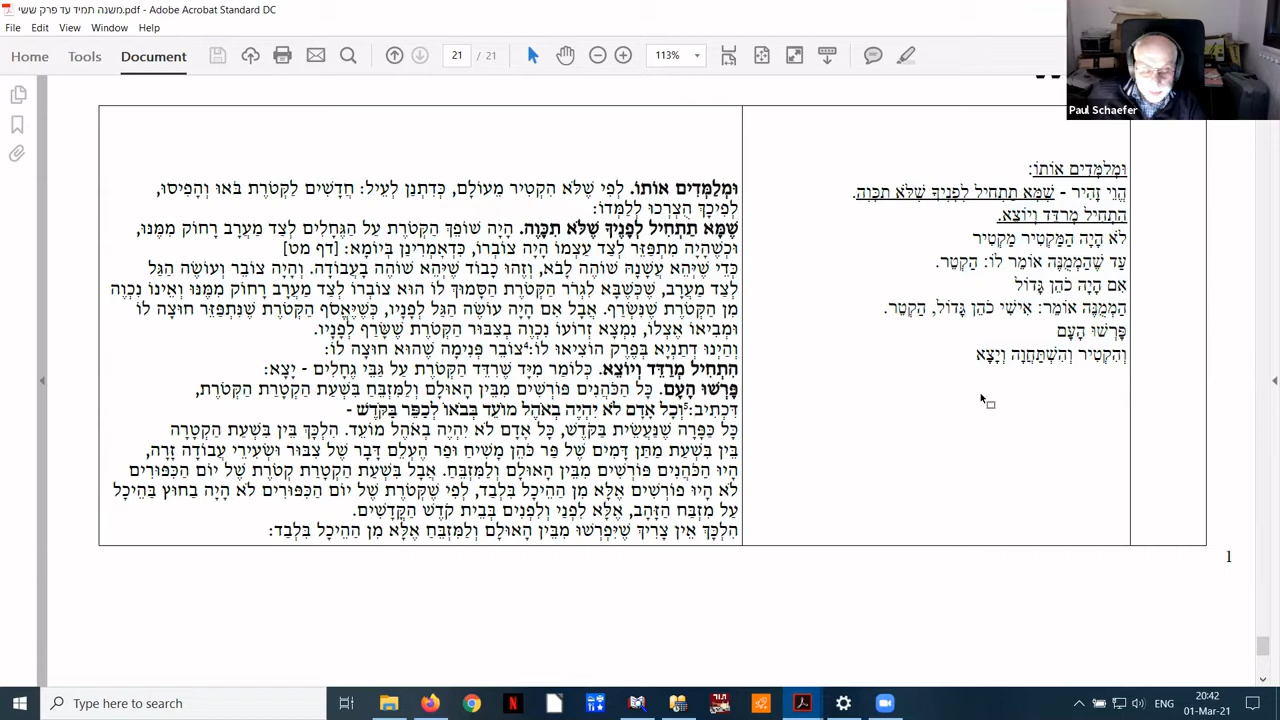 משנה תמיד עד פרק ששי.pdf - Adobe Acrobat Standard DC
File Edit View Window Help
Home Tools Document 21 / 21 113%
Paul Schaefer
וּמְלַמְּדִים אוֹתוֹ:
הֱוֵי זָהִיר - שֶׁמָּא תַתְחִיל לְפָנֶיךָ שֶׁלֹּא תִכָּוֶה.
הִתְחִיל מְרַדֵּד וְיוֹצֵא.
לֹא הָיָה הַמַּקְטִיר מַקְטִיר
עַד שֶׁהַמְמֻנֶּה אוֹמֵר לוֹ: הַקְטֵר.
אִם הָיָה כֹהֵן גָּדוֹל
הַמְמֻנֶּה אוֹמֵר: אִישִׁי כֹהֵן גָּדוֹל, הַקְטֵר.
פָּרְשׁוּ הָעָם
וְהִקְטִיר וְהִשְׁתַּחֲוָה וְיָצָא
וּמְלַמְּדִים אוֹתוֹ. לְפִי שֶׁלֹּא הִקְטִיר מֵעוֹלָם, כְּדִתְנַן לְעֵיל: חֲדָשִׁים לִקְּטֹרֶת בֹּאוּ וְהָפִיסוּ,
לְפִיכָךְ הֻצְרְכוּ לְלַמְּדוֹ:
שֶׁמָּא תַתְחִיל לְפָנֶיךָ שֶׁלֹּא תִּכָּוֶה. הָיָה שׁוֹפֵךְ הַקְּטֹרֶת עַל הַגֶּחָלִים לְצַד מַעֲרָב רָחוֹק מִמֶּנּוּ,
וּכְשֶׁהָיָה מִתְפַּזֵּר לְצַד עַצְמוֹ הָיָה צוֹבְרוֹ, כִּדְאָמְרִינַן בְּיוֹמָא: [דף מט]
כְּדֵי שֶׁיְּהֵא עֲשָׁנָהּ שׁוֹהֶה לָבֹא, וְזֶהוּ כָבוֹד שֶׁיְּהֵא שׁוֹהֶה בָּעֲבוֹדָה. וְהָיָה צוֹבֵר וְעוֹשֶׂה הַגַּל
לְצַד מַעֲרָב, שֶׁכְּשֶׁבָּא לִגְרֹר הַקְּטֹרֶת הַסָּמוּךְ לוֹ הוּא צוֹבְרוֹ לְצַד מַעֲרָב רָחוֹק מִמֶּנּוּ וְאֵינוֹ נִכְוֶה
מִן הַקְּטֹרֶת שֶׁנִּשְׂרַף. אֲבָל אִם הָיָה עוֹשֶׂה הַגַּל לְפָנָיו, כְּשֶׁיֶּאֱסֹף הַקְּטֹרֶת שֶׁנִּתְפַּזֵּר חוּצָה לוֹ
וּמְבִיאוֹ אֶצְלוֹ, נִמְצָא זְרוֹעוֹ נִכְוֶה בְּצִבּוּר הַקְּטֹרֶת שֶׁשָּׂרַף לְפָנָיו.
וְהַיְנוּ דְתַנְיָא בְּפֶרֶק הוֹצִיאוּ לוֹ:⁴ צוֹבֵר פְּנִימָה שֶׁהוּא חוּצָה לוֹ:
הִתְחִיל מְרַדֵּד וְיוֹצֵא. כְּלוֹמַר מִיָּד שֶׁרִדֵּד הַקְּטֹרֶת עַל גַּבֵּי גֶחָלִים - יָצָא:
פָּרְשׁוּ הָעָם. כָּל הַכֹּהֲנִים פּוֹרְשִׁים מִבֵּין הָאוּלָם וְלַמִּזְבֵּחַ בִּשְׁעַת הַקְטָרַת הַקְּטֹרֶת,
דִּכְתִיב:⁵ וְכָל אָדָם לֹא יִהְיֶה בְּאֹהֶל מוֹעֵד בְּבֹאוֹ לְכַפֵּר בַּקֹּדֶשׁ -
כָּל כַּפָּרָה שֶׁנַּעֲשֵׂית בַּקֹּדֶשׁ, כָּל אָדָם לֹא יִהְיֶה בְאֹהֶל מוֹעֵד. הִלְכָּךְ בֵּין בִּשְׁעַת הַקְטָרָה
בֵּין בִּשְׁעַת מַתַּן דָּמִים שֶׁל פַּר כֹּהֵן מָשִׁיחַ וּפַר הֶעְלֵם דָּבָר שֶׁל צִבּוּר וּשְׂעִירֵי עֲבוֹדָה זָרָה,
הָיוּ הַכֹּהֲנִים פּוֹרְשִׁים מִבֵּין הָאוּלָם וְלַמִּזְבֵּחַ. אֲבָל בִּשְׁעַת הַקְטָרַת קְטֹרֶת שֶׁל יוֹם הַכִּפּוּרִים
לֹא הָיוּ פוֹרְשִׁים אֶלָּא מִן הַהֵיכָל בִּלְבַד, לְפִי שֶׁקְּטֹרֶת שֶׁל יוֹם הַכִּפּוּרִים לֹא הָיָה בַחוּץ בַּהֵיכָל
עַל מִזְבַּח הַזָּהָב, אֶלָּא לִפְנַי וְלִפְנִים בְּבֵית קֹדֶשׁ הַקֳּדָשִׁים.
הִלְכָּךְ אֵין צָרִיךְ שֶׁיִּפְרְשׁוּ מִבֵּין הָאוּלָם וְלַמִּזְבֵּחַ אֶלָּא מִן הַהֵיכָל בִּלְבַד:
1
Type here to search
ENG
20:42
01-Mar-21